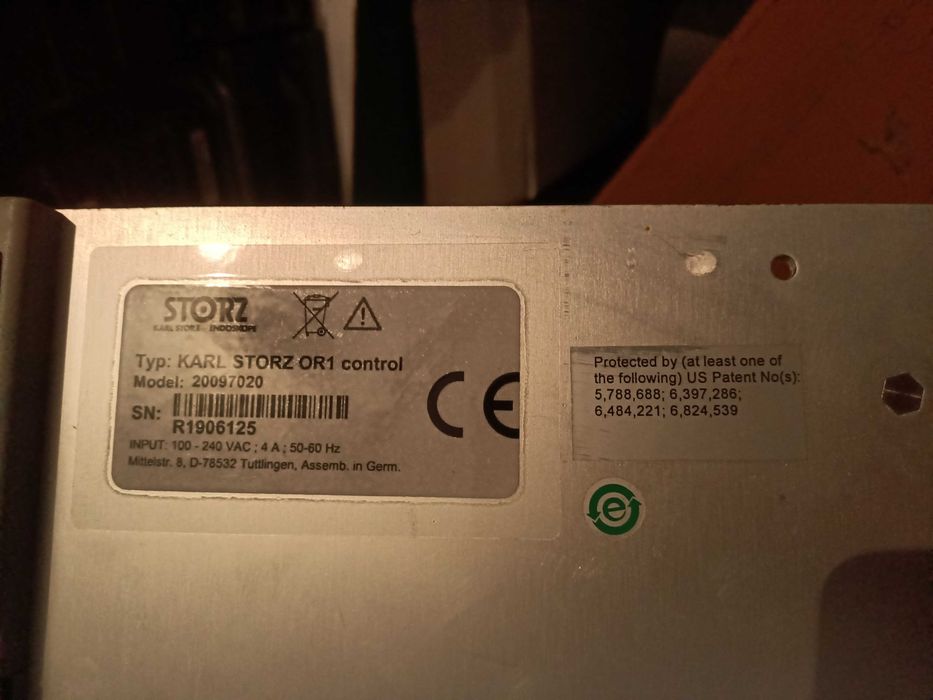 STORZ
KARL STORZ - ENDOSKOPE
Typ: KARL STORZ OR1 control
Model: 20097020
SN:
R1906125
INPUT: 100 - 240 VAC ; 4 A ; 50-60 Hz
Mittelstr. 8, D-78532 Tuttlingen, Assemb. in Germ.
CE
Protected by (at least one of
the following) US Patent No(s):
5,788,688; 6,397,286;
6,484,221; 6,824,539
e